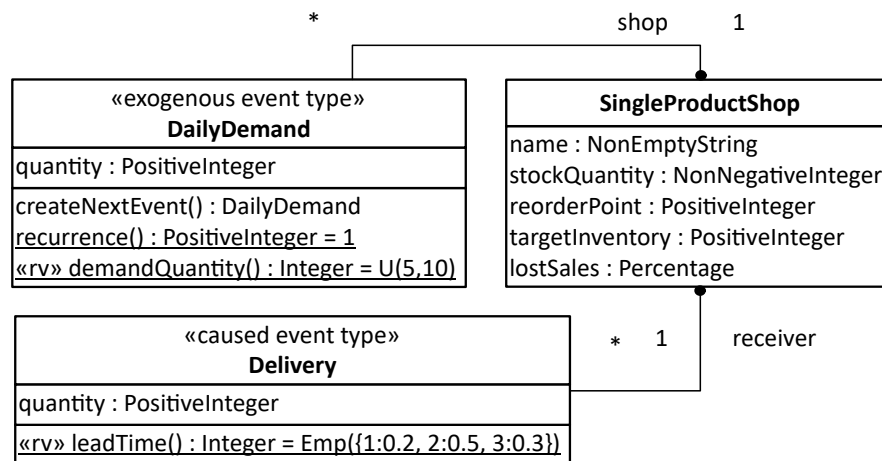 * shop 1
«exogenous event type»
DailyDemand
quantity : PositiveInteger
createNextEvent() : DailyDemand
recurrence() : PositiveInteger = 1
«rv» demandQuantity() : Integer = U(5,10)
SingleProductShop
name : NonEmptyString
stockQuantity : NonNegativeInteger
reorderPoint : PositiveInteger
targetInventory : PositiveInteger
lostSales : Percentage
* 1 receiver
«caused event type»
Delivery
quantity : PositiveInteger
«rv» leadTime() : Integer = Emp({1:0.2, 2:0.5, 3:0.3})